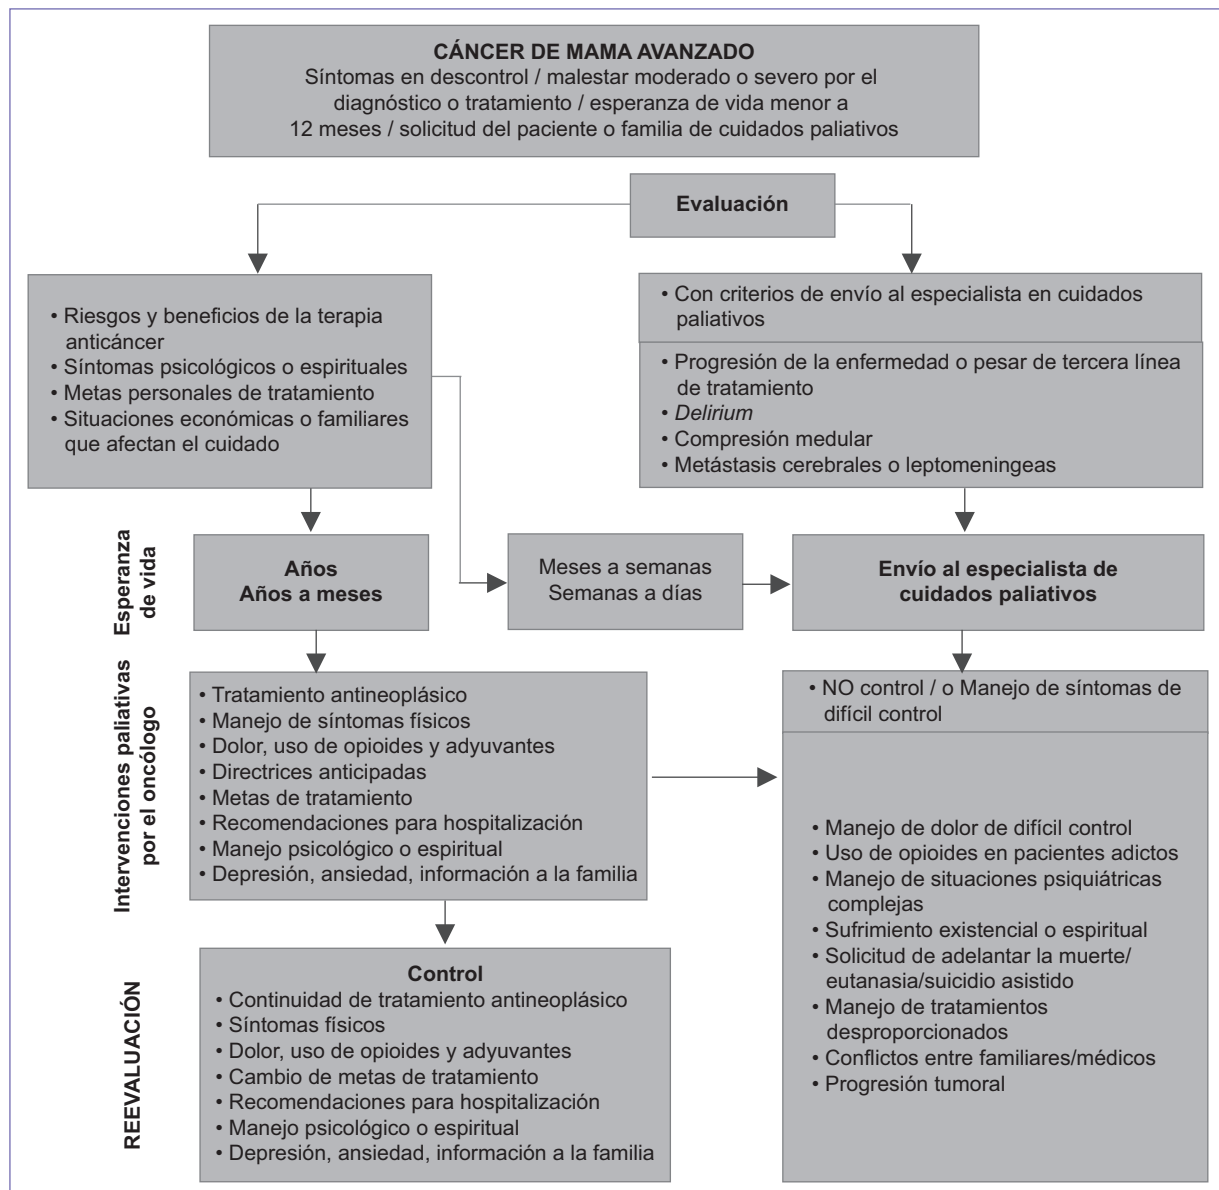 CÁNCER DE MAMA AVANZADO
Síntomas en descontrol / malestar moderado o severo por el
diagnóstico o tratamiento / esperanza de vida menor a
12 meses / solicitud del paciente o familia de cuidados paliativos
Evaluación
• Riesgos y beneficios de la terapia
anticáncer
• Síntomas psicológicos o espirituales
• Metas personales de tratamiento
• Situaciones económicas o familiares
que afectan el cuidado
• Con criterios de envío al especialista en cuidados
paliativos
• Progresión de la enfermedad o pesar de tercera línea
de tratamiento
• Delirium
• Compresión medular
• Metástasis cerebrales o leptomeningeas
Esperanza
de vida
Años
Años a meses
Meses a semanas
Semanas a días
Envío al especialista de
cuidados paliativos
Intervenciones paliativas
por el oncólogo
• Tratamiento antineoplásico
• Manejo de síntomas físicos
• Dolor, uso de opioides y adyuvantes
• Directrices anticipadas
• Metas de tratamiento
• Recomendaciones para hospitalización
• Manejo psicológico o espiritual
• Depresión, ansiedad, información a la familia
• NO control / o Manejo de síntomas de
difícil control
• Manejo de dolor de difícil control
• Uso de opioides en pacientes adictos
• Manejo de situaciones psiquiátricas
complejas
• Sufrimiento existencial o espiritual
• Solicitud de adelantar la muerte/
eutanasia/suicidio asistido
• Manejo de tratamientos
desproporcionados
• Conflictos entre familiares/médicos
• Progresión tumoral
REEVALUACIÓN
Control
• Continuidad de tratamiento antineoplásico
• Síntomas físicos
• Dolor, uso de opioides y adyuvantes
• Cambio de metas de tratamiento
• Recomendaciones para hospitalización
• Manejo psicológico o espiritual
• Depresión, ansiedad, información a la familia